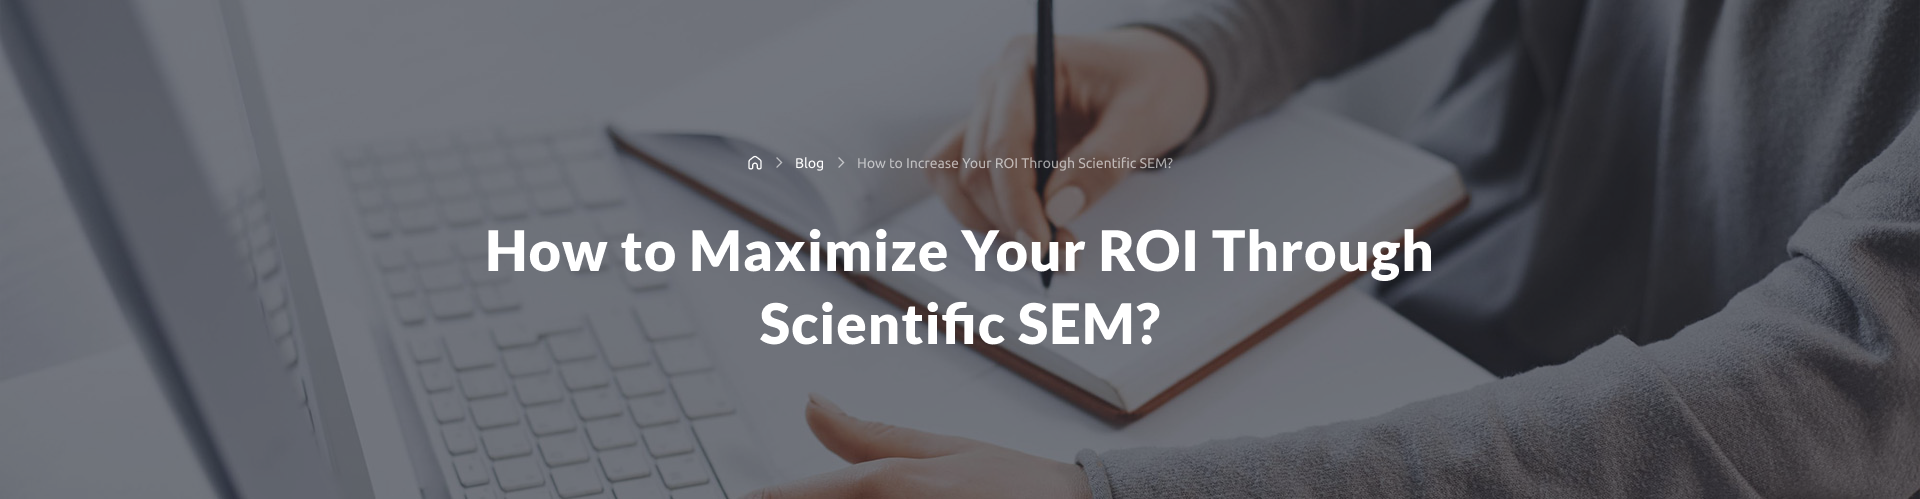 Blog How to Increase Your ROI Through Scientific SEM?
How to Maximize Your ROI Through
Scientific SEM?